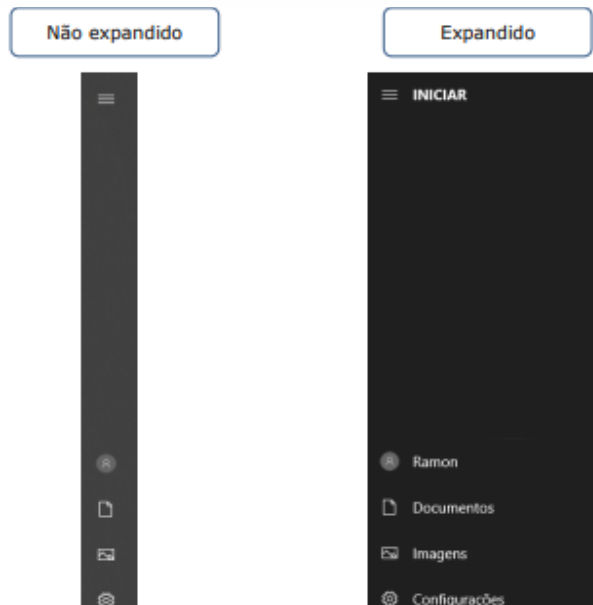 Não expandido
Expandido
INICIAR
Ramon
Documentos
Imagens
Configurações